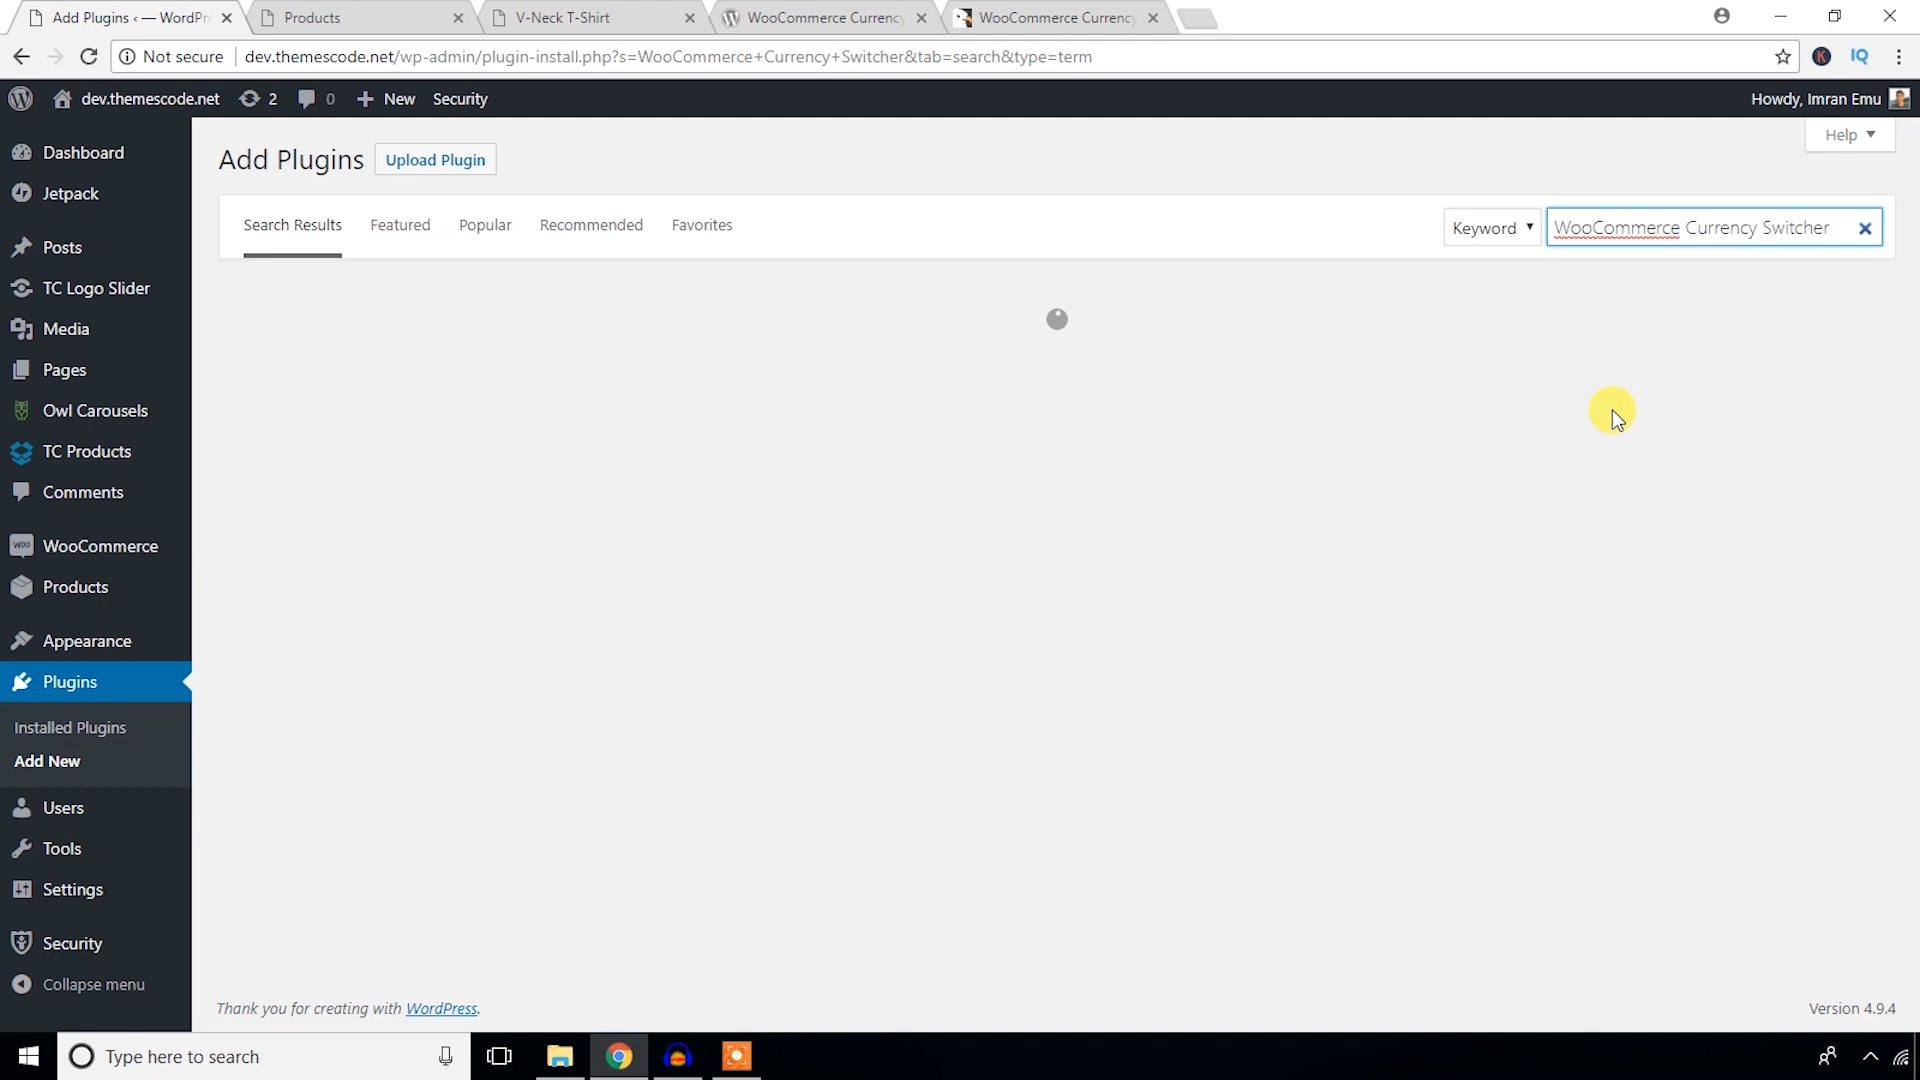 Add Plugins ‹ — WordPr
Products
V-Neck T-Shirt
WooCommerce Currency
WooCommerce Currency
Not secure
dev.themescode.net/wp-admin/plugin-install.php?s=WooCommerce+Currency+Switcher&tab=search&type=term
K
IQ
dev.themescode.net
2
0
New
Security
Howdy, Imran Emu
Help
Add Plugins
Upload Plugin
Search Results
Featured
Popular
Recommended
Favorites
Keyword
WooCommerce Currency Switcher
Dashboard
Jetpack
Posts
TC Logo Slider
Media
Pages
Owl Carousels
TC Products
Comments
WooCommerce
Products
Appearance
Plugins
Installed Plugins
Add New
Users
Tools
Settings
Security
Collapse menu
Thank you for creating with WordPress.
Version 4.9.4
Type here to search